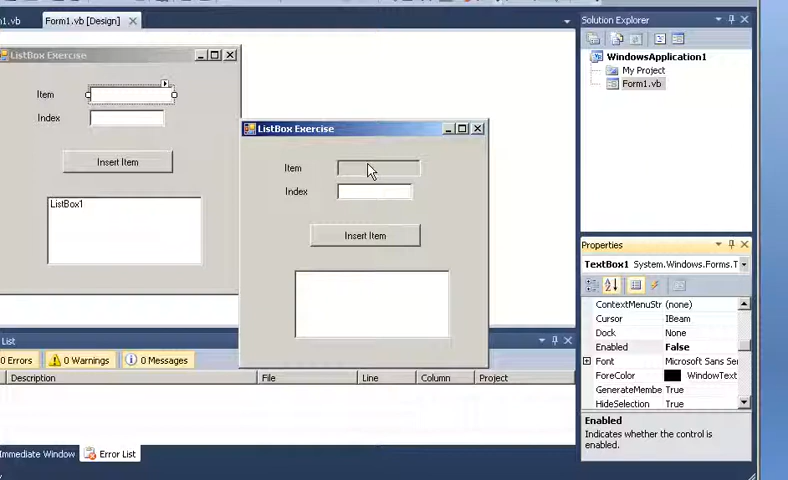 n1.vb
Form1.vb [Design]
Solution Explorer
WindowsApplication1
My Project
Form1.vb
ListBox Exercise
Item
Index
Insert Item
ListBox1
ListBox Exercise
Item
Index
Insert Item
Properties
TextBox1 System.Windows.Forms.T
ContextMenuStr (none)
Cursor IBeam
Dock None
Enabled False
Font Microsoft Sans Ser
ForeColor WindowText
GenerateMembe True
HideSelection True
Enabled
Indicates whether the control is
enabled.
List
0 Errors 0 Warnings 0 Messages
Description File Line Column Project
Immediate Window Error List